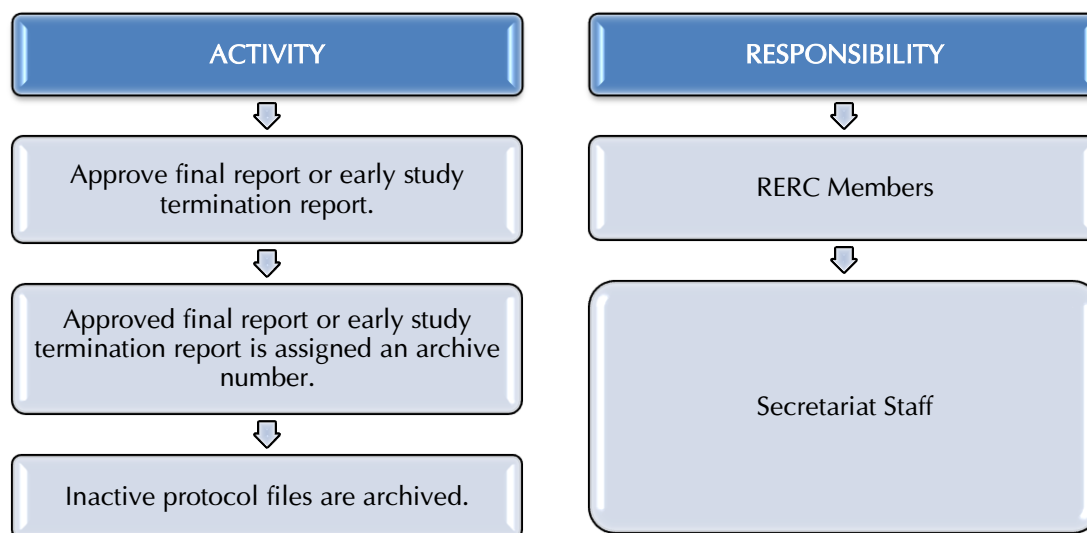 ACTIVITY
RESPONSIBILITY
Approve final report or early study
termination report.
RERC Members
Approved final report or early study
termination report is assigned an archive
number.
Secretariat Staff
Inactive protocol files are archived.